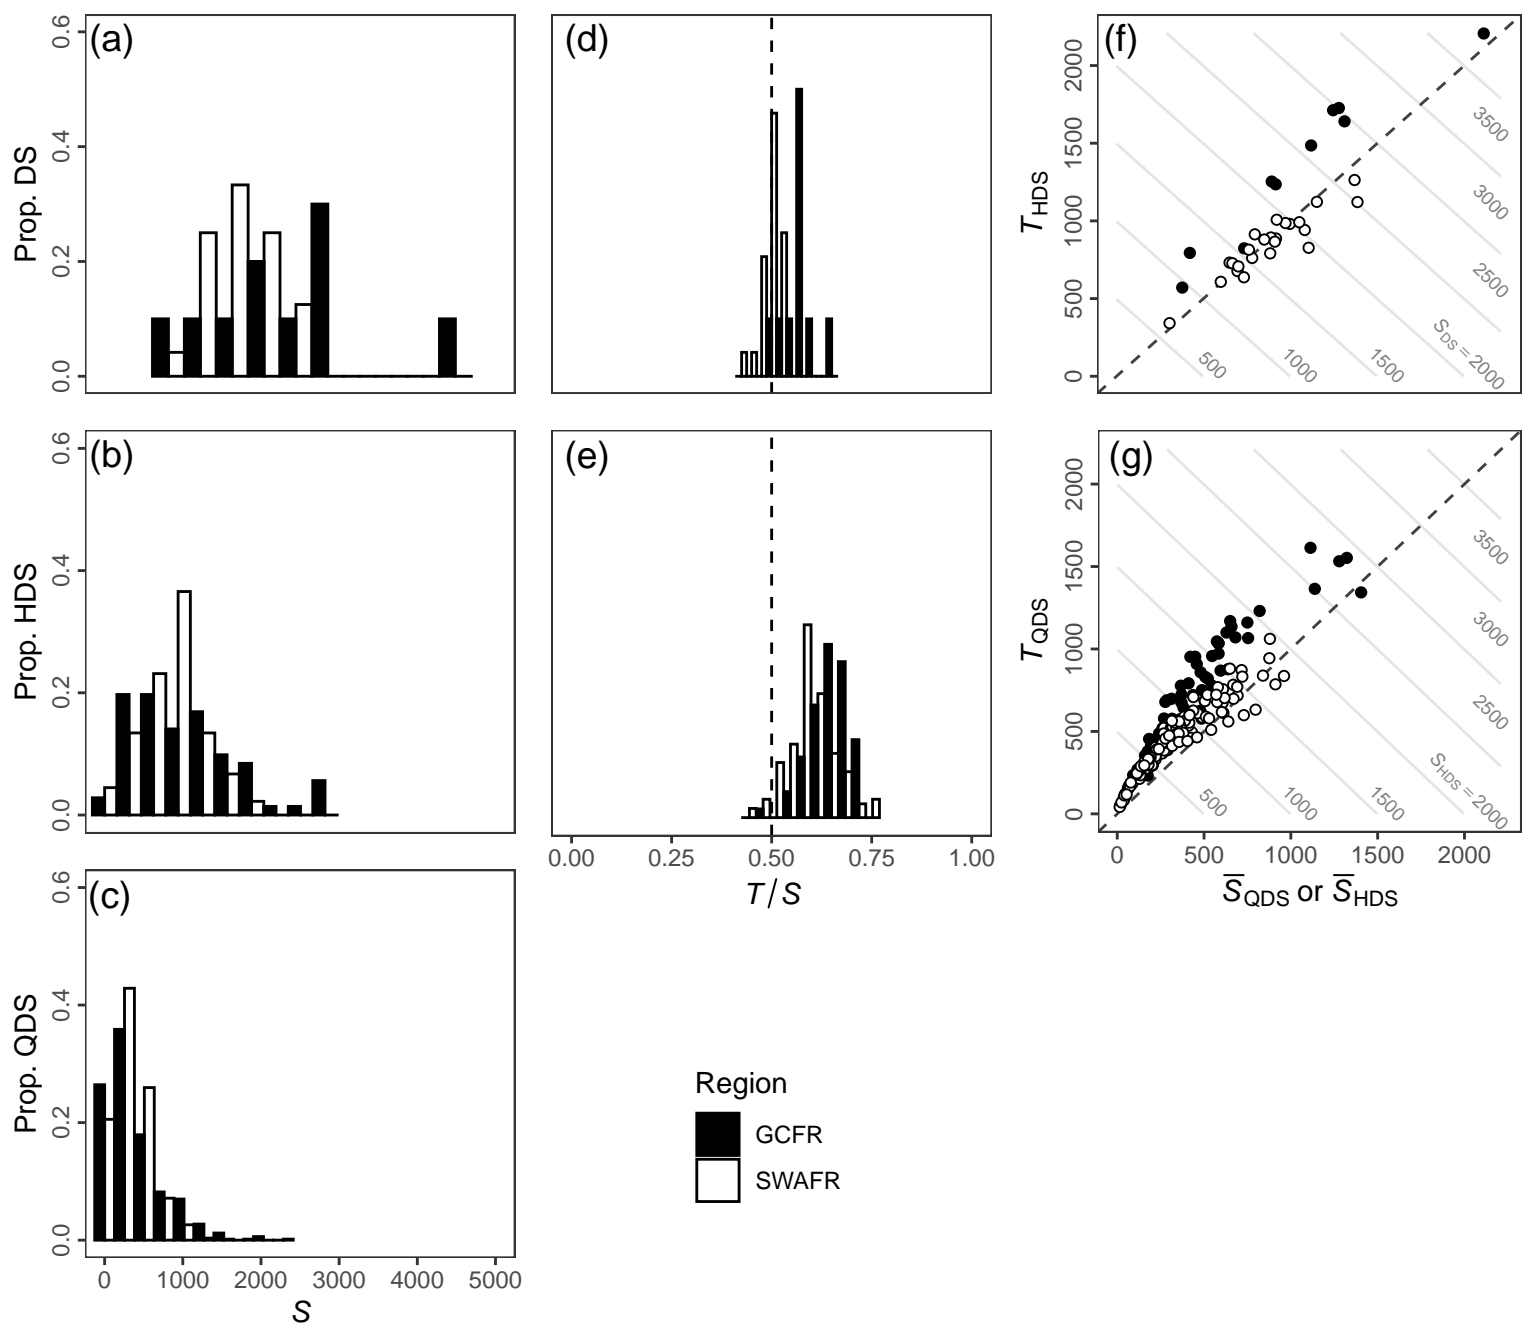 (a)
Prop. DS
0.0
0.2
0.4
0.6
(d)
(f)
T_HDS
0
500
1000
1500
2000
3500
3000
2500
S_DS = 2000
1500
1000
500
(b)
Prop. HDS
0.0
0.2
0.4
0.6
(e)
0.00
0.25
0.50
0.75
1.00
T/S
(g)
T_QDS
0
500
1000
1500
2000
3500
3000
2500
S_HDS = 2000
1500
1000
500
0 500 1000 1500 2000
S̅_QDS or S̅_HDS
(c)
Prop. QDS
0.0
0.2
0.4
0.6
0 1000 2000 3000 4000 5000
S
Region
GCFR
SWAFR